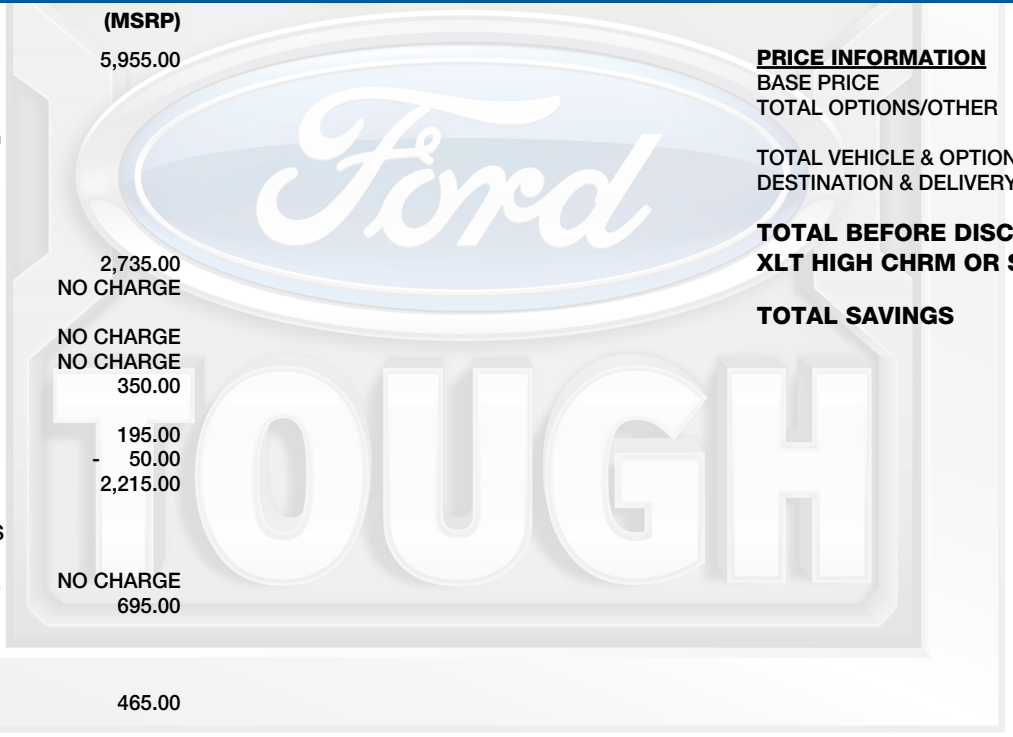 (MSRP)
5,955.00
2,735.00
NO CHARGE
NO CHARGE
NO CHARGE
350.00
195.00
- 50.00
2,215.00
NO CHARGE
695.00
465.00
PRICE INFORMATION
BASE PRICE
TOTAL OPTIONS/OTHER
TOTAL VEHICLE & OPTION
DESTINATION & DELIVERY
TOTAL BEFORE DISC
XLT HIGH CHRM OR S
TOTAL SAVINGS
Ford
TOUGH